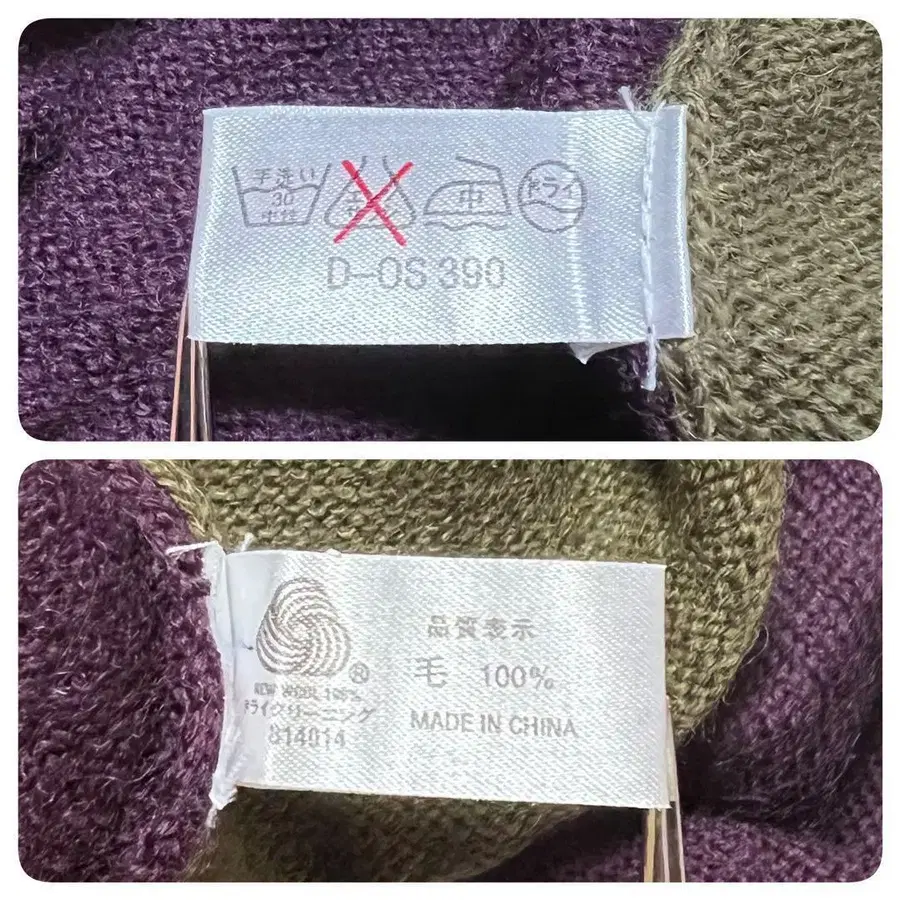 手洗イ
30
中性
中
ドライ
D-OS 390
品質表示
毛 100%
MADE IN CHINA
®
NEW WOOL 100%
ドライクリーニング
814014